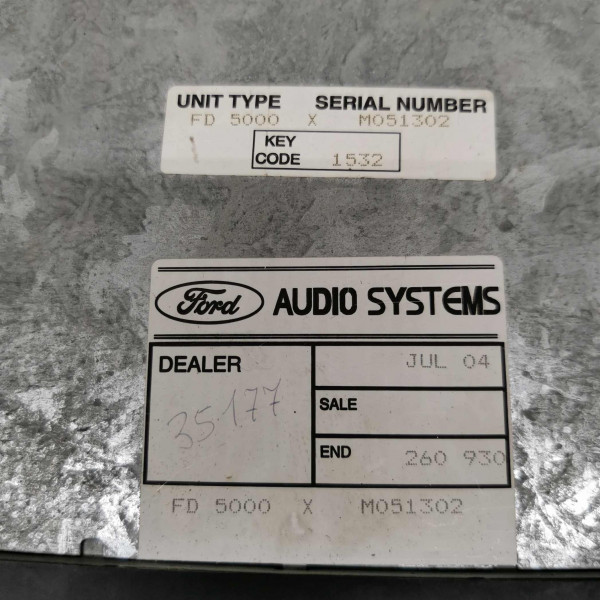 UNIT TYPE SERIAL NUMBER
FD 5000 X M051302
KEY
CODE 1532
Ford AUDIO SYSTEMS
DEALER JUL 04
35177
SALE
END 260 930
FD 5000 X M051302